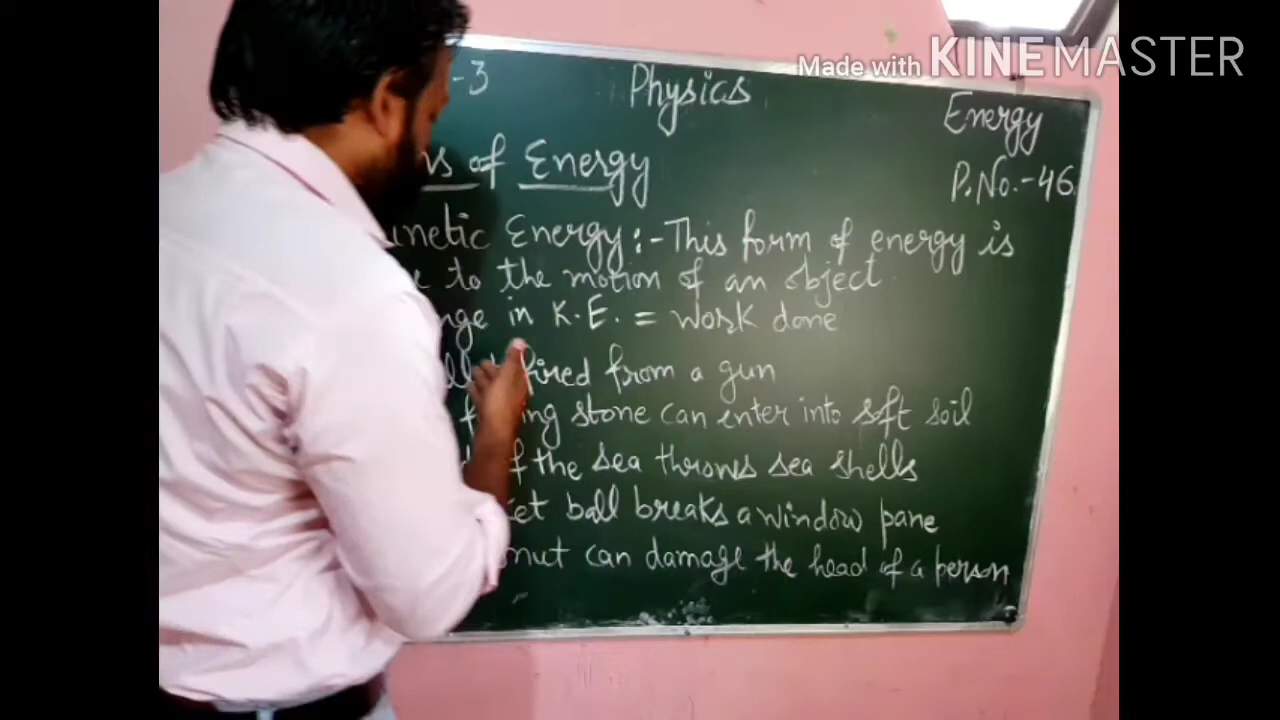 Made with KINEMASTER
-3 Physics Energy
of Energy P.No.-46
Energy:- This form of energy is
to the motion of an object
in K.E. = work done
fired from a gun
stone can enter into soft soil
the sea throws sea shells
ball breaks a window pane
can damage the head of a person